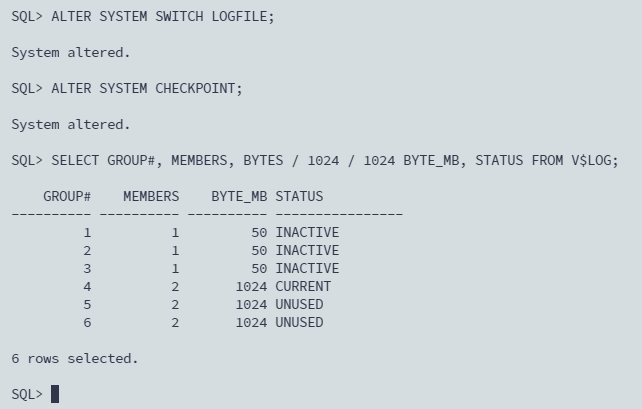 SQL> ALTER SYSTEM SWITCH LOGFILE;
System altered.
SQL> ALTER SYSTEM CHECKPOINT;
System altered.
SQL> SELECT GROUP#, MEMBERS, BYTES / 1024 / 1024 BYTE_MB, STATUS FROM V$LOG;
    GROUP#    MEMBERS    BYTE_MB STATUS
---------- ---------- ---------- ----------------
         1          1         50 INACTIVE
         2          1         50 INACTIVE
         3          1         50 INACTIVE
         4          2       1024 CURRENT
         5          2       1024 UNUSED
         6          2       1024 UNUSED
6 rows selected.
SQL>